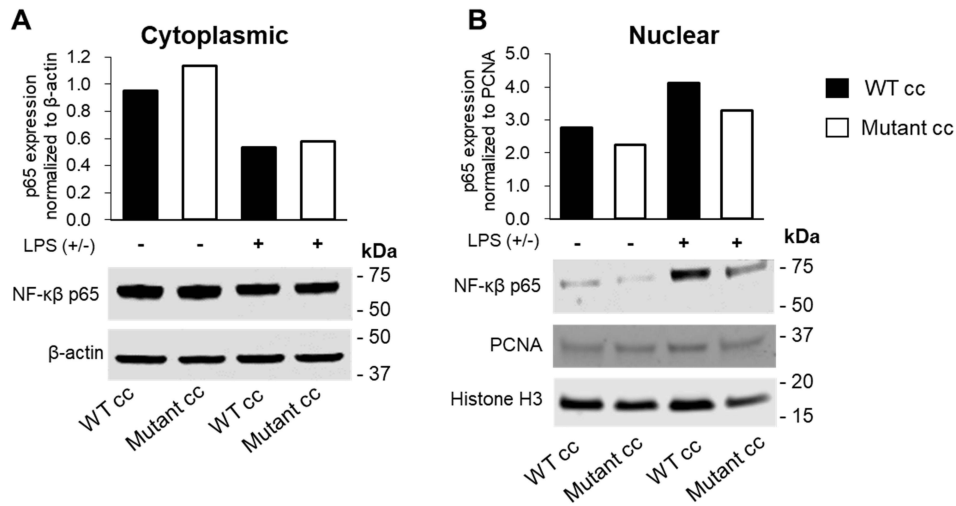 A
Cytoplasmic
p65 expression
normalized to β-actin
1.2
1.0
0.8
0.6
0.4
0.2
0.0
LPS (+/-)
- - + +
kDa
NF-κβ p65
- 75
- 50
β-actin
- 50
- 37
WT cc
Mutant cc
WT cc
Mutant cc
B
Nuclear
p65 expression
normalized to PCNA
5.0
4.0
3.0
2.0
1.0
0.0
LPS (+/-)
- - + +
kDa
NF-κβ p65
- 75
- 50
PCNA
- 37
Histone H3
- 20
- 15
WT cc
Mutant cc
WT cc
Mutant cc
WT cc
Mutant cc